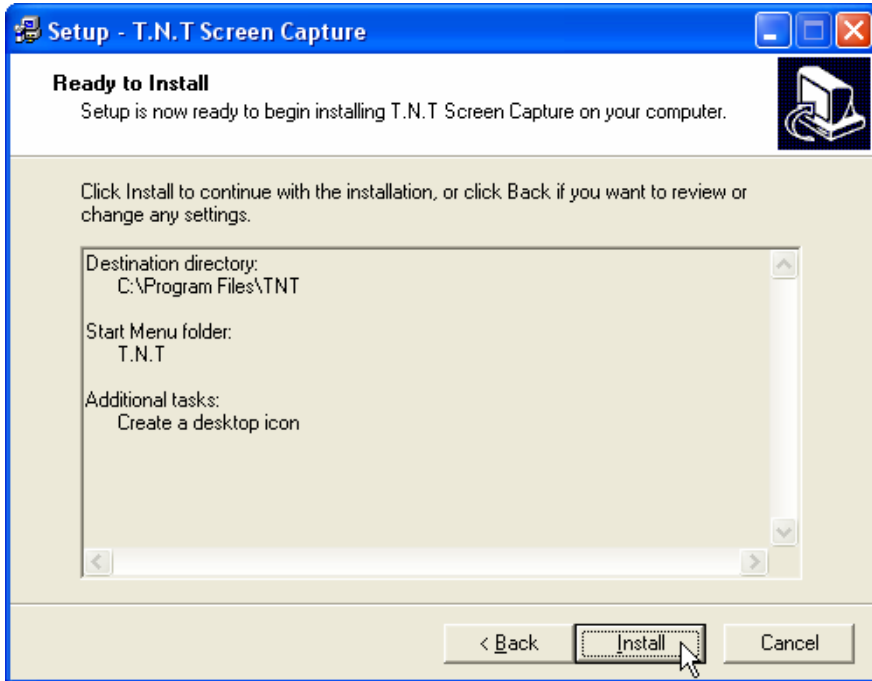 Setup - T.N.T Screen Capture
Ready to Install
Setup is now ready to begin installing T.N.T Screen Capture on your computer.
Click Install to continue with the installation, or click Back if you want to review or
change any settings.
Destination directory:
C:\Program Files\TNT
Start Menu folder:
T.N.T
Additional tasks:
Create a desktop icon
< Back
Install
Cancel